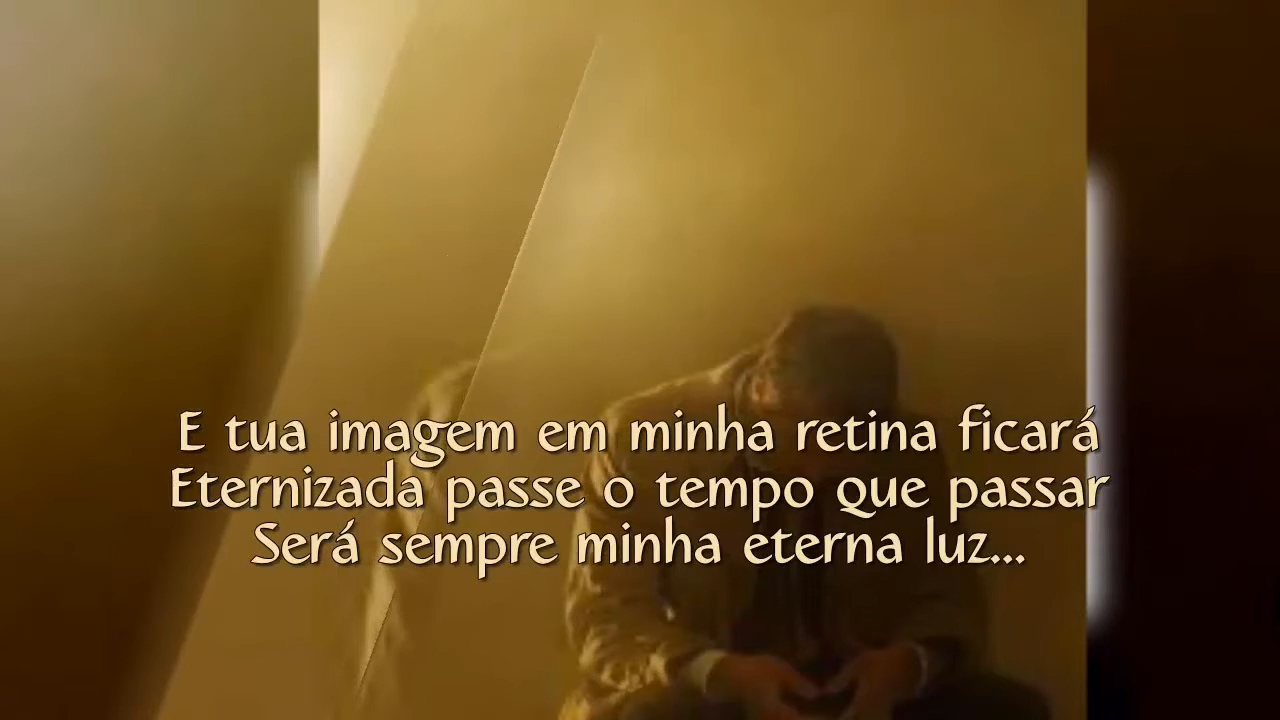 E tua imagem em minha retina ficará
Eternizada passe o tempo que passar
Será sempre minha eterna luz...